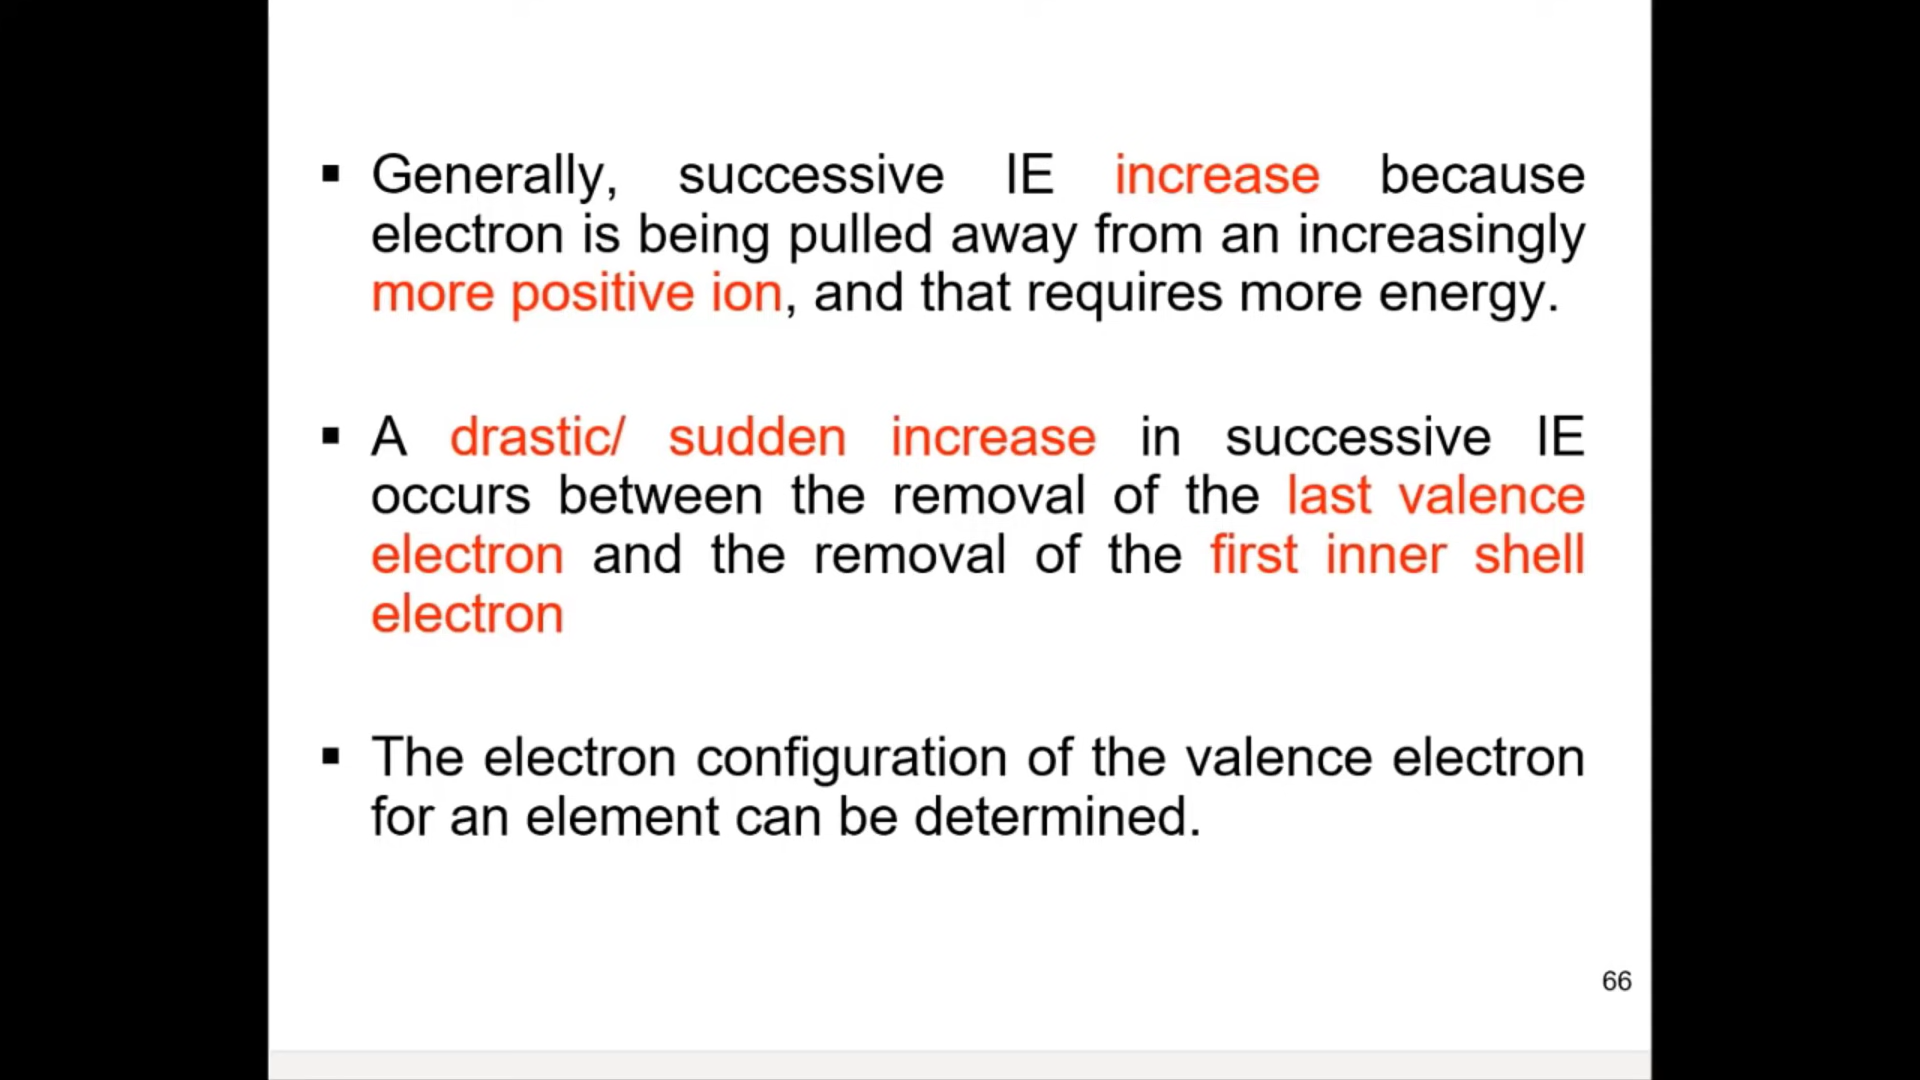 ▪ Generally, successive IE increase because
electron is being pulled away from an increasingly
more positive ion, and that requires more energy.
▪ A drastic/ sudden increase in successive IE
occurs between the removal of the last valence
electron and the removal of the first inner shell
electron
▪ The electron configuration of the valence electron
for an element can be determined.
66